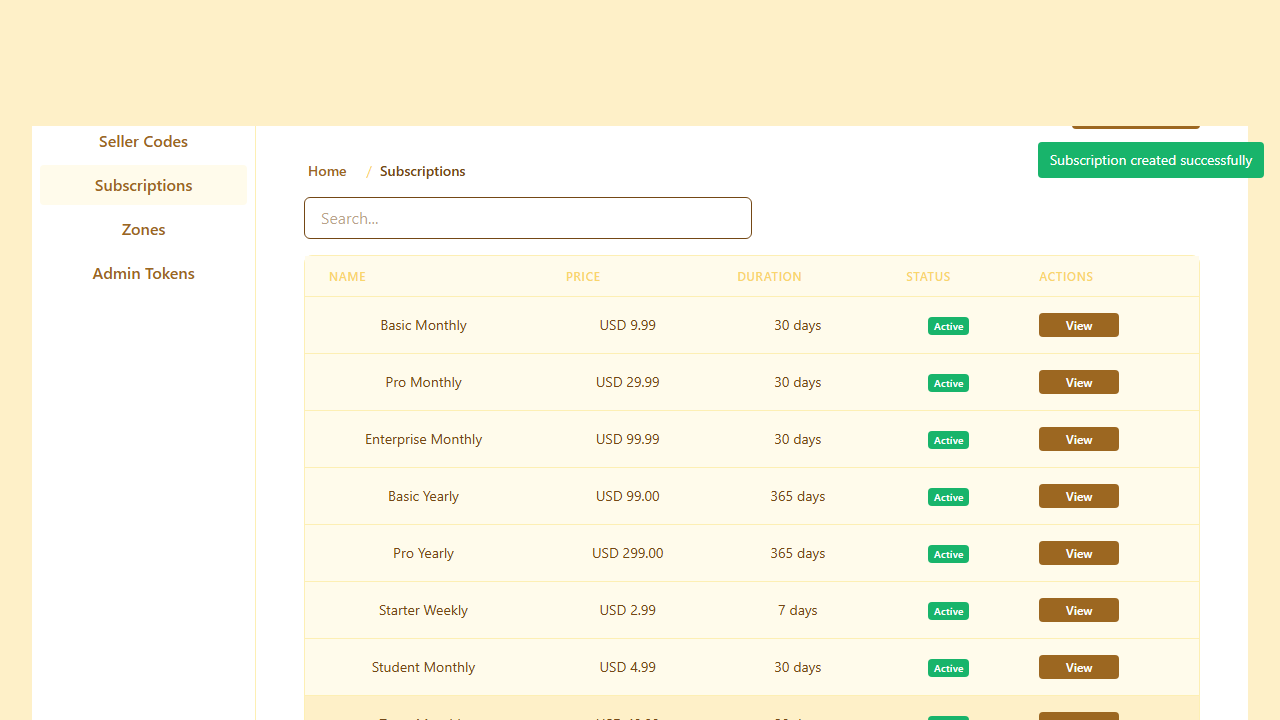 Seller Codes
Subscriptions
Zones
Admin Tokens
Subscription created successfully
Home / Subscriptions
Search...
NAME PRICE DURATION STATUS ACTIONS
Basic Monthly USD 9.99 30 days Active View
Pro Monthly USD 29.99 30 days Active View
Enterprise Monthly USD 99.99 30 days Active View
Basic Yearly USD 99.00 365 days Active View
Pro Yearly USD 299.00 365 days Active View
Starter Weekly USD 2.99 7 days Active View
Student Monthly USD 4.99 30 days Active View